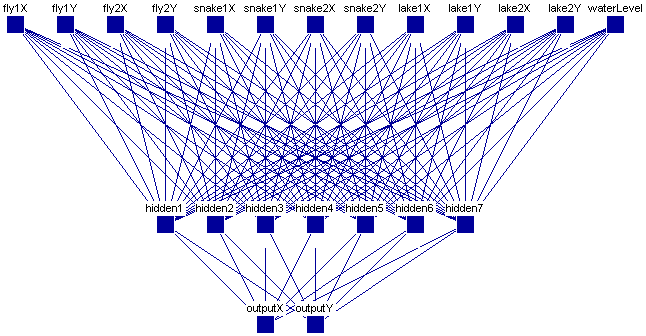 fly1X fly1Y fly2X fly2Y snake1X snake1Y snake2X snake2Y lake1X lake1Y lake2X lake2Y waterLevel
hidden1 hidden2 hidden3 hidden4 hidden5 hidden6 hidden7
outputX outputY